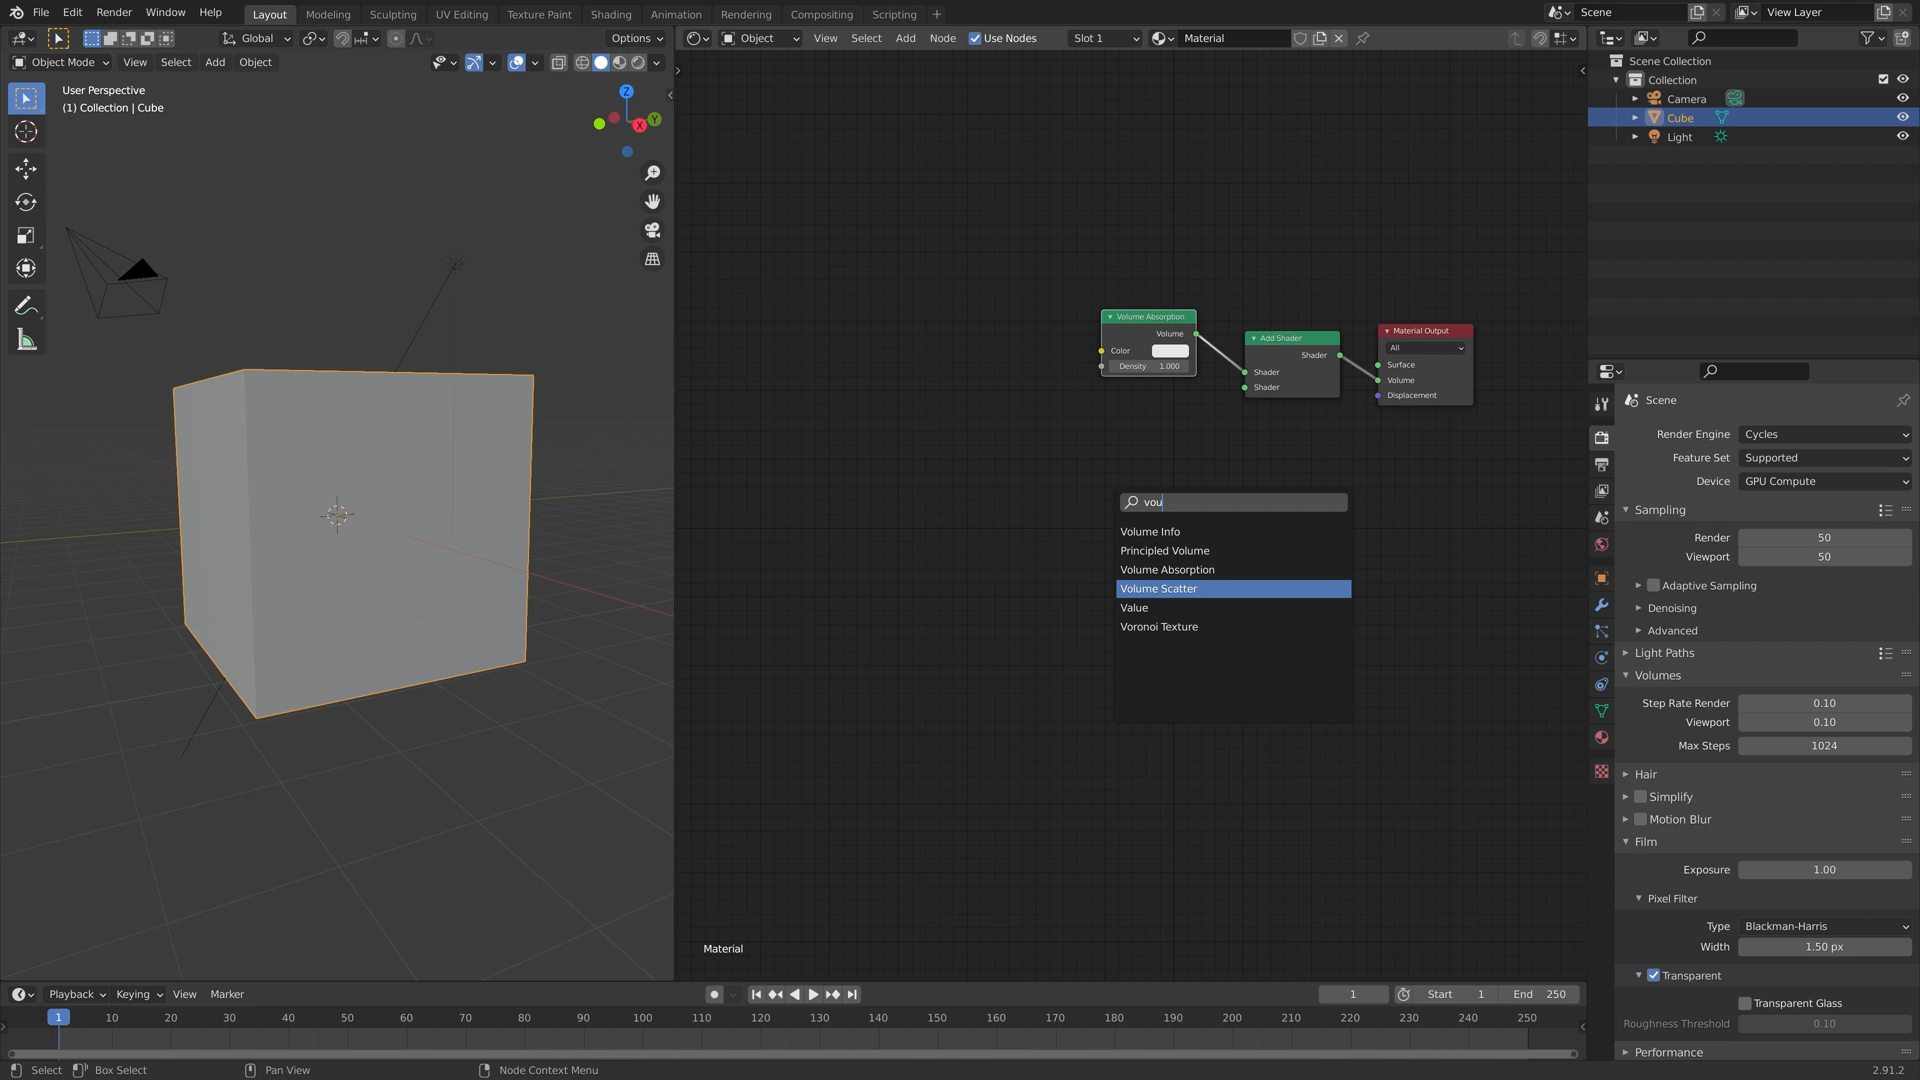 File Edit Render Window Help Layout Modeling Sculpting UV Editing Texture Paint Shading Animation Rendering Compositing Scripting + Scene View Layer
Global Options
Object View Select Add Node Use Nodes Slot 1 Material
Object Mode View Select Add Object
User Perspective
(1) Collection | Cube
Z
Y
X
Scene Collection
Collection
Camera
Cube
Light
Volume Absorption
Volume
Color
Density 1.000
Add Shader
Shader
Shader
Shader
Material Output
All
Surface
Volume
Displacement
vou
Volume Info
Principled Volume
Volume Absorption
Volume Scatter
Value
Voronoi Texture
Material
Scene
Render Engine Cycles
Feature Set Supported
Device GPU Compute
Sampling
Render 50
Viewport 50
Adaptive Sampling
Denoising
Advanced
Light Paths
Volumes
Step Rate Render 0.10
Viewport 0.10
Max Steps 1024
Hair
Simplify
Motion Blur
Film
Exposure 1.00
Pixel Filter
Type Blackman-Harris
Width 1.50 px
Transparent
Transparent Glass
Roughness Threshold 0.10
Performance
Playback Keying View Marker 1 Start 1 End 250
1 10 20 30 40 50 60 70 80 90 100 110 120 130 140 150 160 170 180 190 200 210 220 230 240 250
Select Box Select Pan View Node Context Menu 2.91.2